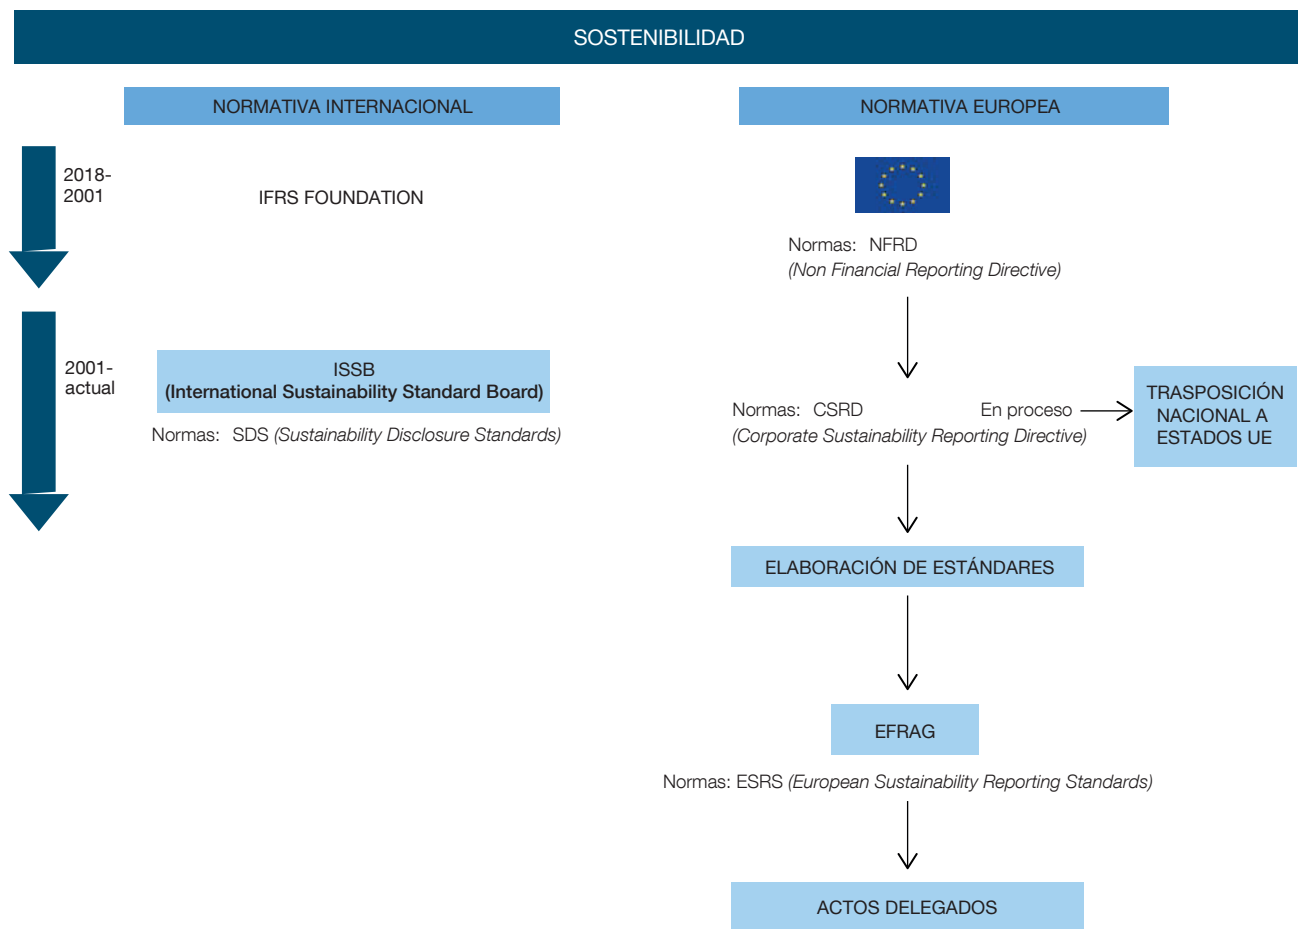 SOSTENIBILIDAD
NORMATIVA INTERNACIONAL
NORMATIVA EUROPEA
2018-
2001
IFRS FOUNDATION
Normas: NFRD
(Non Financial Reporting Directive)
2001-
actual
ISSB
(International Sustainability Standard Board)
Normas: SDS (Sustainability Disclosure Standards)
Normas: CSRD
(Corporate Sustainability Reporting Directive)
En proceso
TRASPOSICIÓN
NACIONAL A
ESTADOS UE
ELABORACIÓN DE ESTÁNDARES
EFRAG
Normas: ESRS (European Sustainability Reporting Standards)
ACTOS DELEGADOS